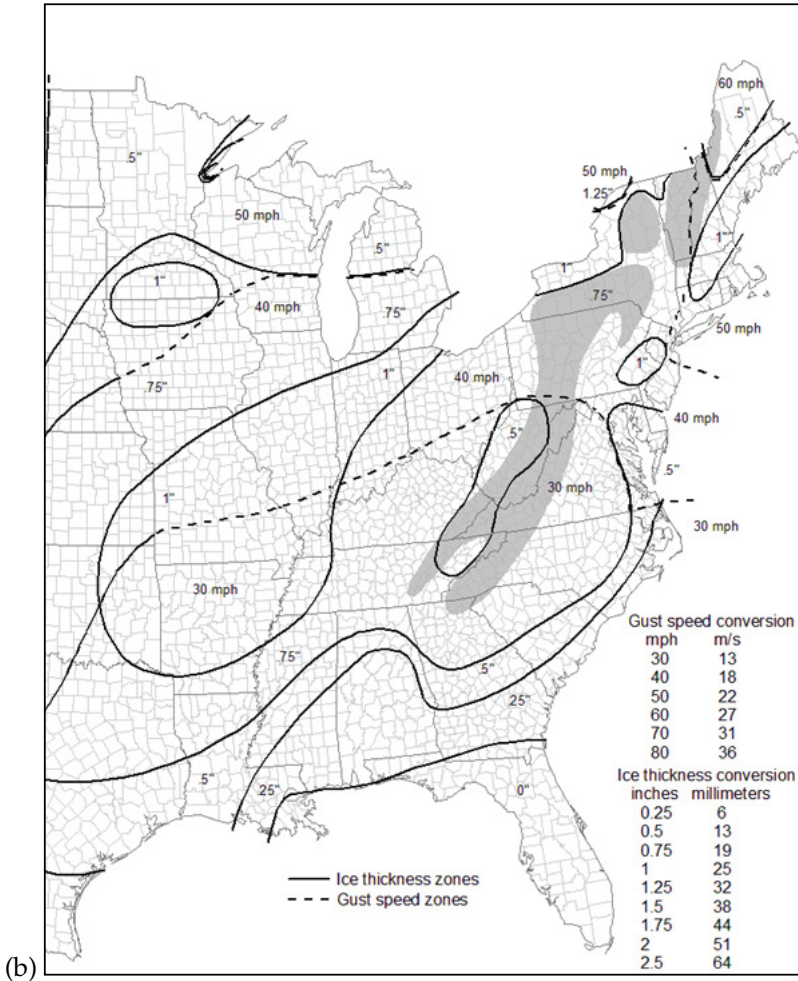 60 mph
.5"
.5"
50 mph
1.25"
50 mph
.5"
1"
1"
1"
.75"
40 mph
.75"
50 mph
.75"
1"
40 mph
1"
40 mph
.5"
.5"
1"
30 mph
30 mph
30 mph
.75"
.5"
.25"
.5"
.25"
0"
Gust speed conversion
mph m/s
30 13
40 18
50 22
60 27
70 31
80 36
Ice thickness conversion
inches millimeters
0.25 6
0.5 13
0.75 19
1 25
1.25 32
1.5 38
1.75 44
2 51
2.5 64
Ice thickness zones
Gust speed zones
(b)